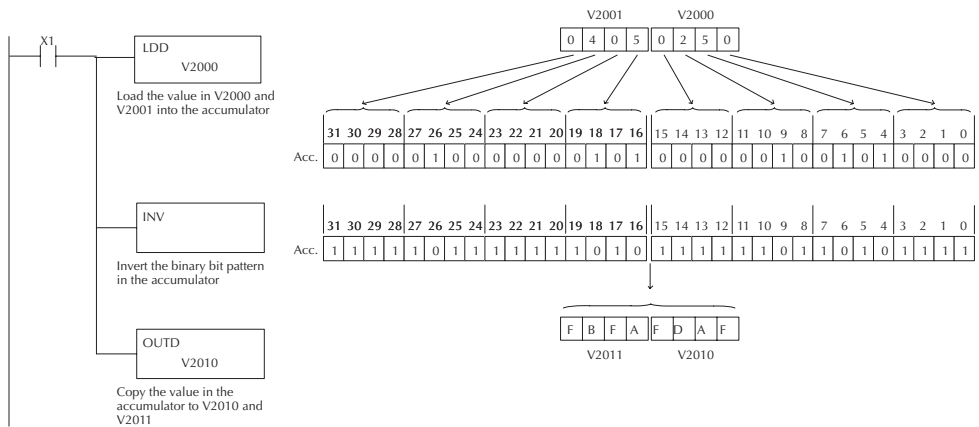 X1
LDD
V2000
Load the value in V2000 and
V2001 into the accumulator
V2001 V2000
0 4 0 5 0 2 5 0
31 30 29 28 27 26 25 24 23 22 21 20 19 18 17 16 15 14 13 12 11 10 9 8 7 6 5 4 3 2 1 0
Acc. 0 0 0 0 0 1 0 0 0 0 0 0 0 1 0 1 0 0 0 0 0 0 1 0 0 1 0 1 0 0 0 0
INV
Invert the binary bit pattern
in the accumulator
31 30 29 28 27 26 25 24 23 22 21 20 19 18 17 16 15 14 13 12 11 10 9 8 7 6 5 4 3 2 1 0
Acc. 1 1 1 1 1 0 1 1 1 1 1 1 1 0 1 0 1 1 1 1 1 1 0 1 1 0 1 0 1 1 1 1
F B F A F D A F
V2011 V2010
OUTD
V2010
Copy the value in the
accumulator to V2010 and
V2011